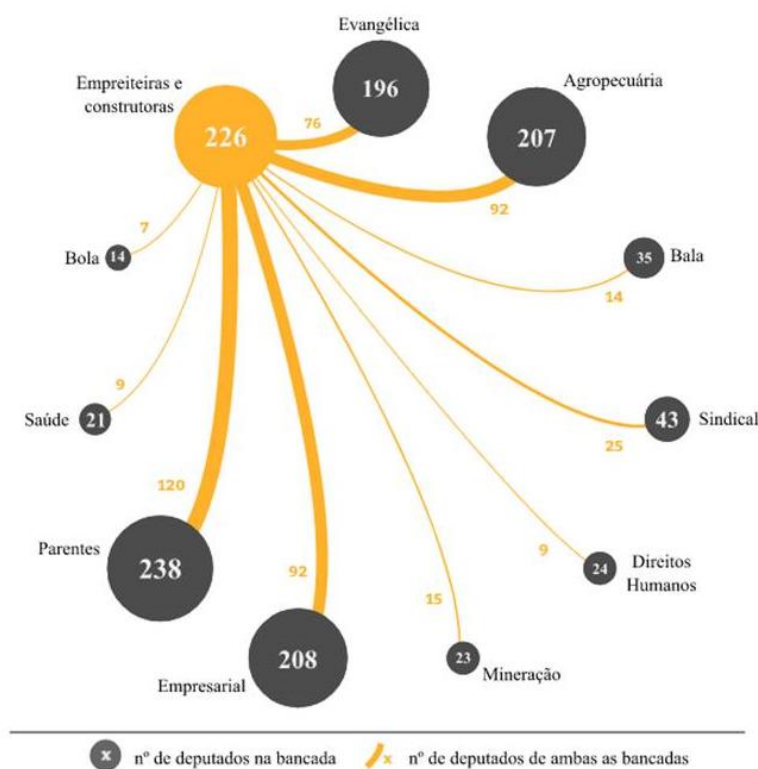 Evangélica
196
Empreiteiras e
construtoras
226
Agropecuária
207
76
92
Bola
14
7
35
Bala
14
Saúde
21
9
43
Sindical
25
120
Parentes
238
92
Empresarial
208
15
23
Mineração
9
24
Direitos
Humanos
x nº de deputados na bancada
x nº de deputados de ambas as bancadas